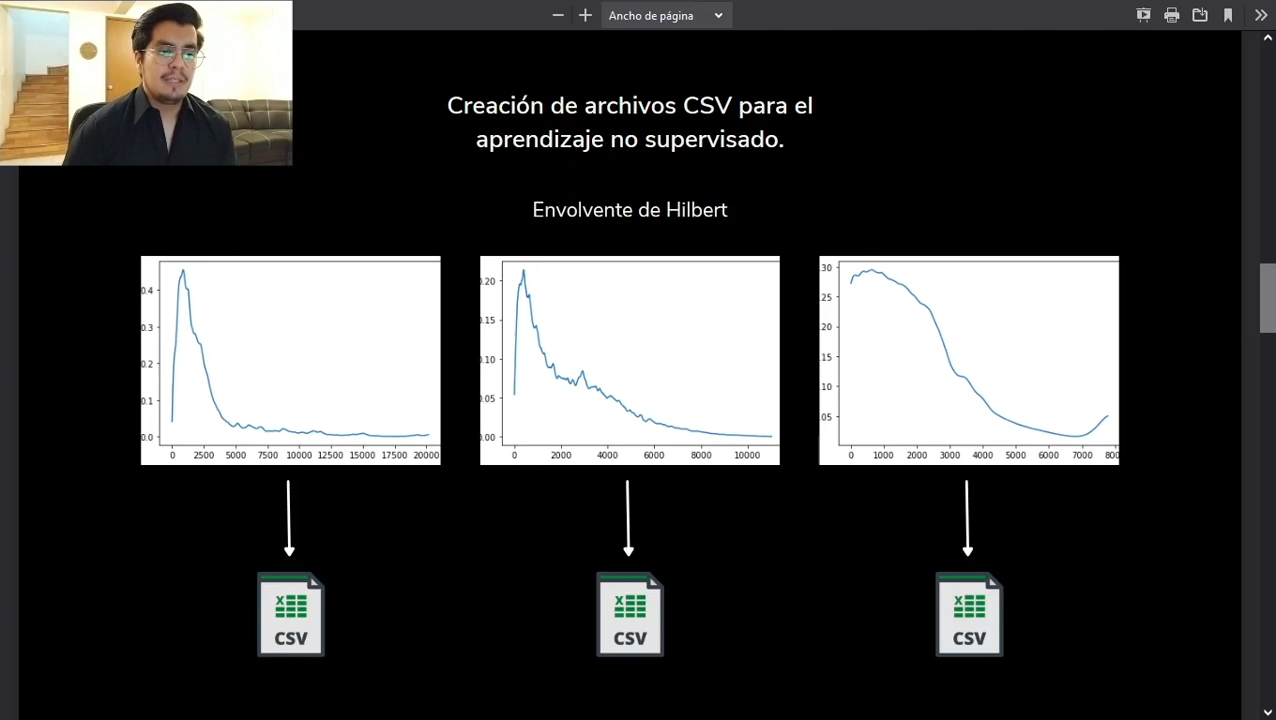 Ancho de página
Creación de archivos CSV para el
aprendizaje no supervisado.
Envolvente de Hilbert
0.4
0.3
0.2
0.1
0.0
0 2500 5000 7500 10000 12500 15000 17500 20000
0.20
0.15
0.10
0.05
0.00
0 2000 4000 6000 8000 10000
.30
.25
.20
.15
.10
.05
0 1000 2000 3000 4000 5000 6000 7000 800
X
CSV
X
CSV
X
CSV